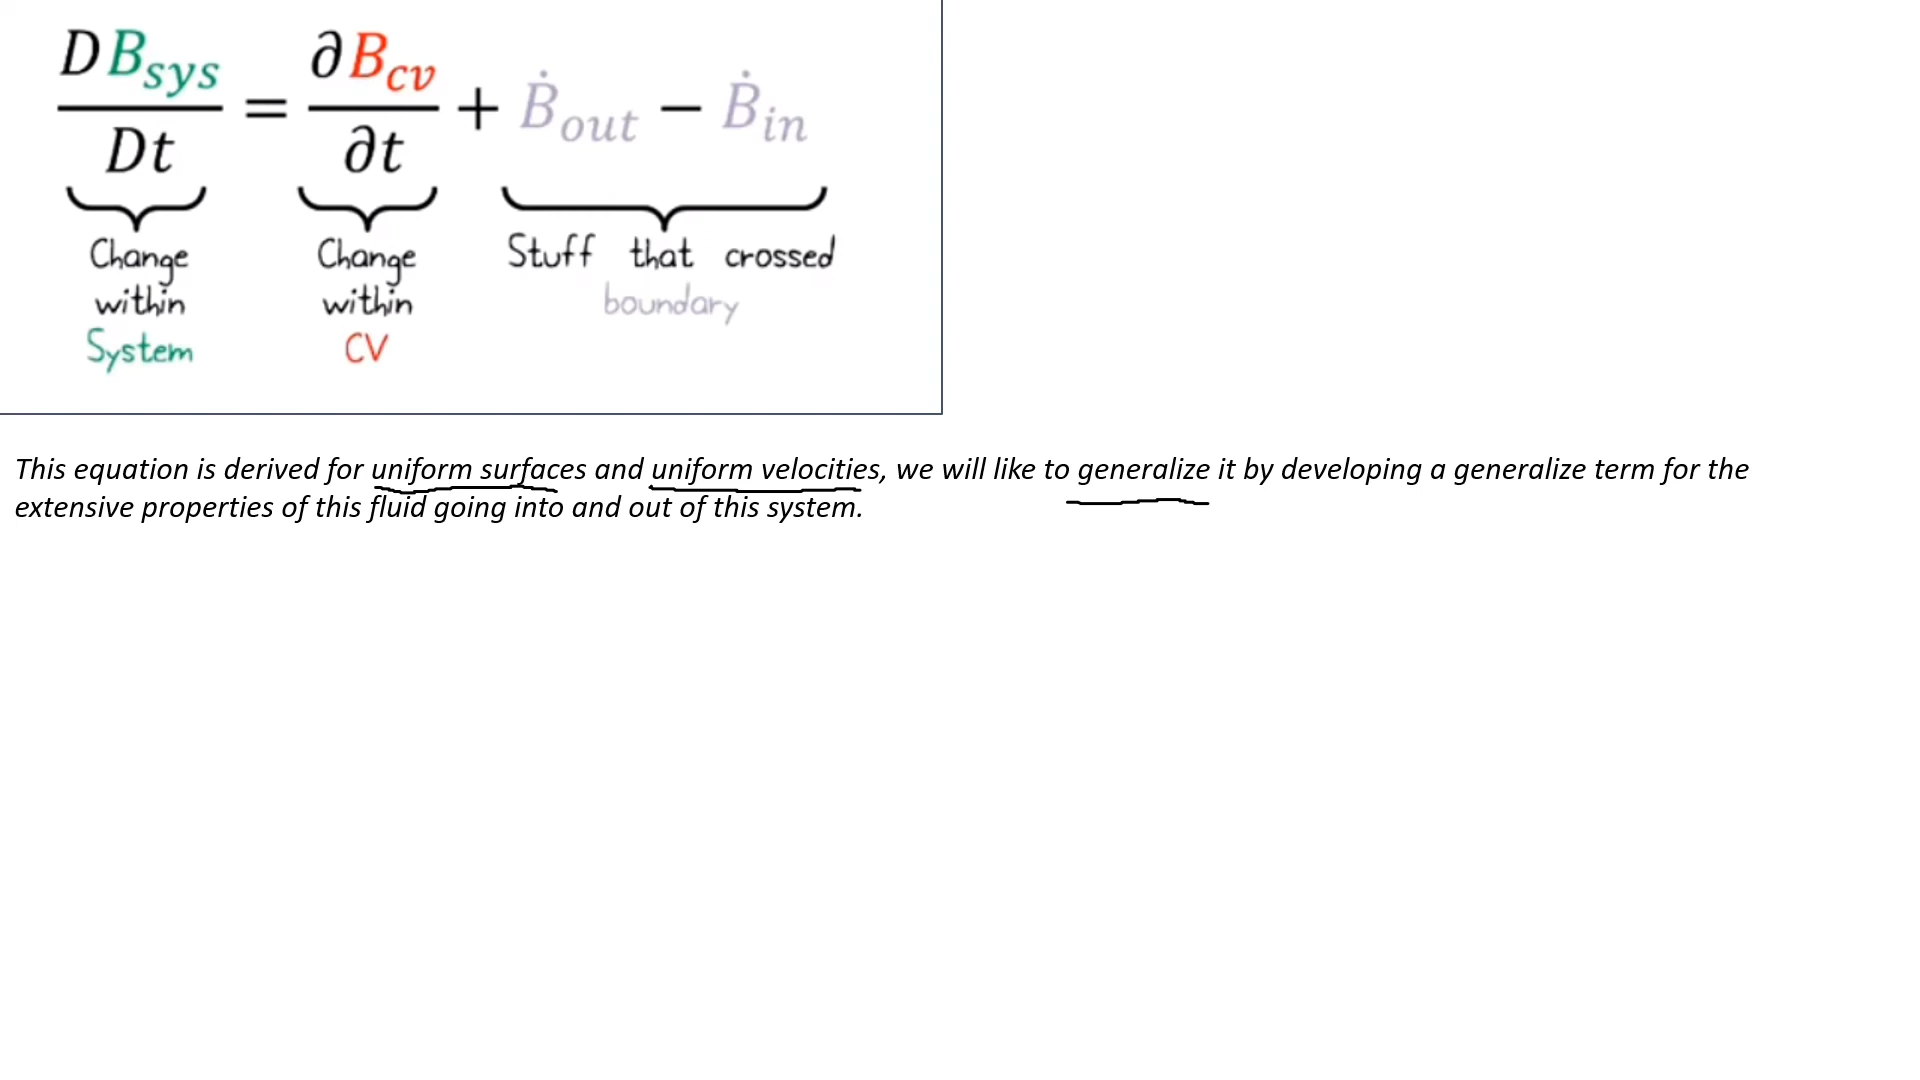 DB_sys/Dt = ∂B_cv/∂t + Ḃ_out − Ḃ_in
Change within System
Change within CV
Stuff that crossed boundary
This equation is derived for uniform surfaces and uniform velocities, we will like to generalize it by developing a generalize term for the
extensive properties of this fluid going into and out of this system.